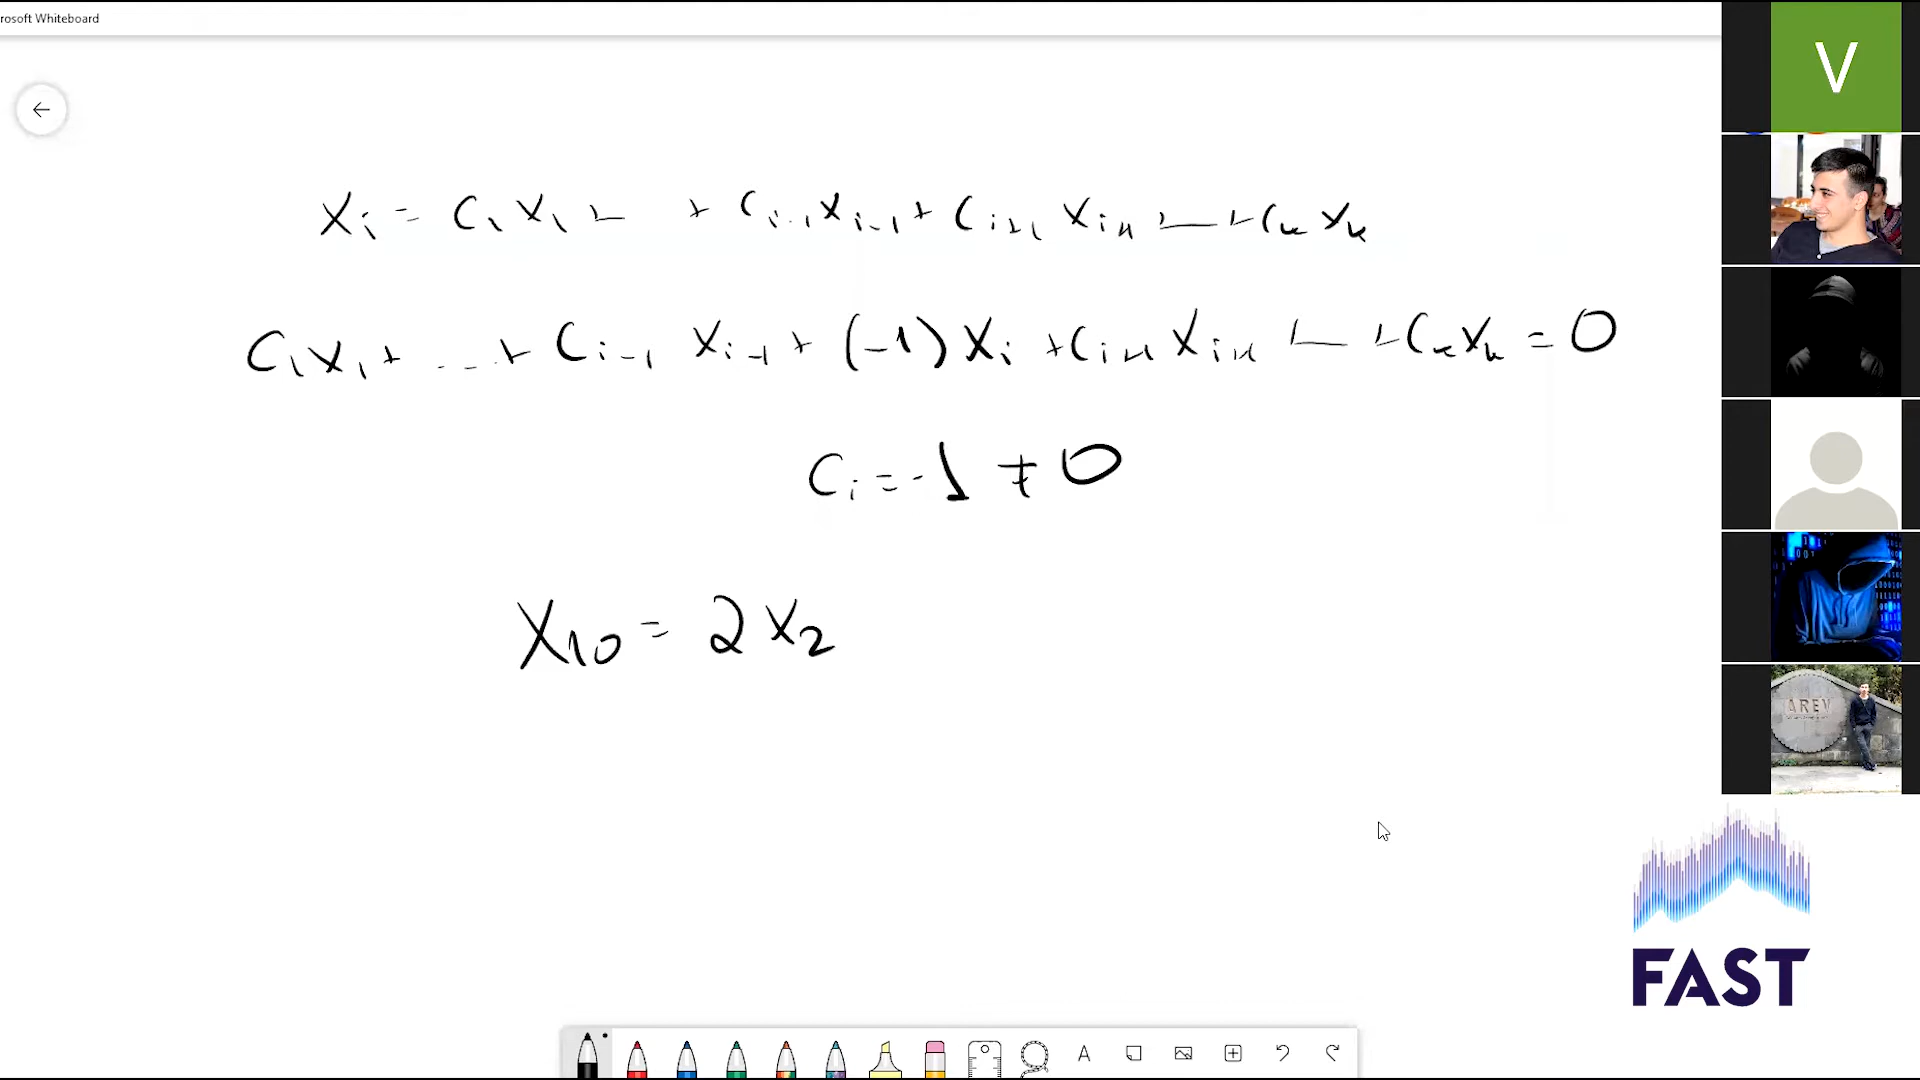 rosoft Whiteboard
V
xᵢ = c₁x₁ + — + cᵢ₋₁xᵢ₋₁ + cᵢ₊₁xᵢ₊₁ + — + cₖxₖ
c₁x₁ + ... + cᵢ₋₁xᵢ₋₁ + (-1)xᵢ + cᵢ₊₁xᵢ₊₁ + — + cₖxₖ = 0
cᵢ = -1 ≠ 0
x₁₀ = 2x₂
AREV
FAST
A